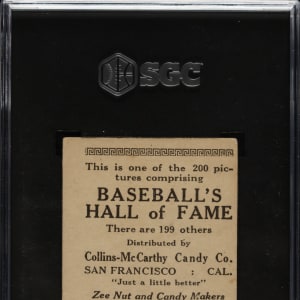 SGC
This is one of the 200 pic-
tures comprising
BASEBALL'S
HALL of FAME
There are 199 others
Distributed by
Collins-McCarthy Candy Co.
SAN FRANCISCO : CAL.
"Just a little better"
Zee Nut and Candy Makers